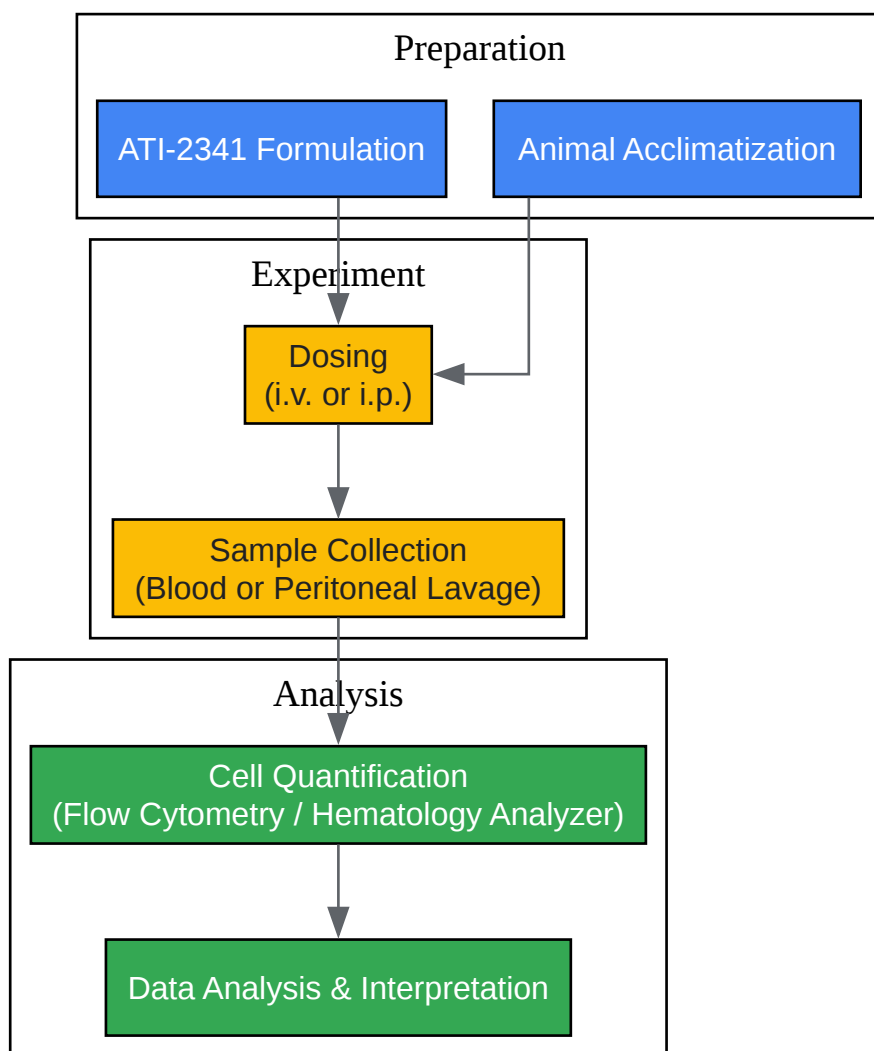 Preparation
ATI-2341 Formulation
Animal Acclimatization
Experiment
Dosing
(i.v. or i.p.)
Sample Collection
(Blood or Peritoneal Lavage)
Analysis
Cell Quantification
(Flow Cytometry / Hematology Analyzer)
Data Analysis & Interpretation